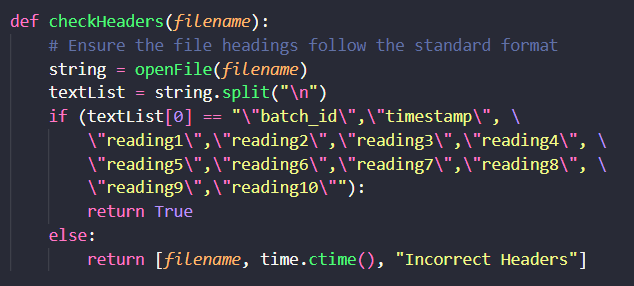 def checkHeaders(filename):
    # Ensure the file headings follow the standard format
    string = openFile(filename)
    textList = string.split("\n")
    if (textList[0] == "\"batch_id\",\"timestamp\", \
        \"reading1\",\"reading2\",\"reading3\",\"reading4\", \
        \"reading5\",\"reading6\",\"reading7\",\"reading8\", \
        \"reading9\",\"reading10\""):
        return True
    else:
        return [filename, time.ctime(), "Incorrect Headers"]